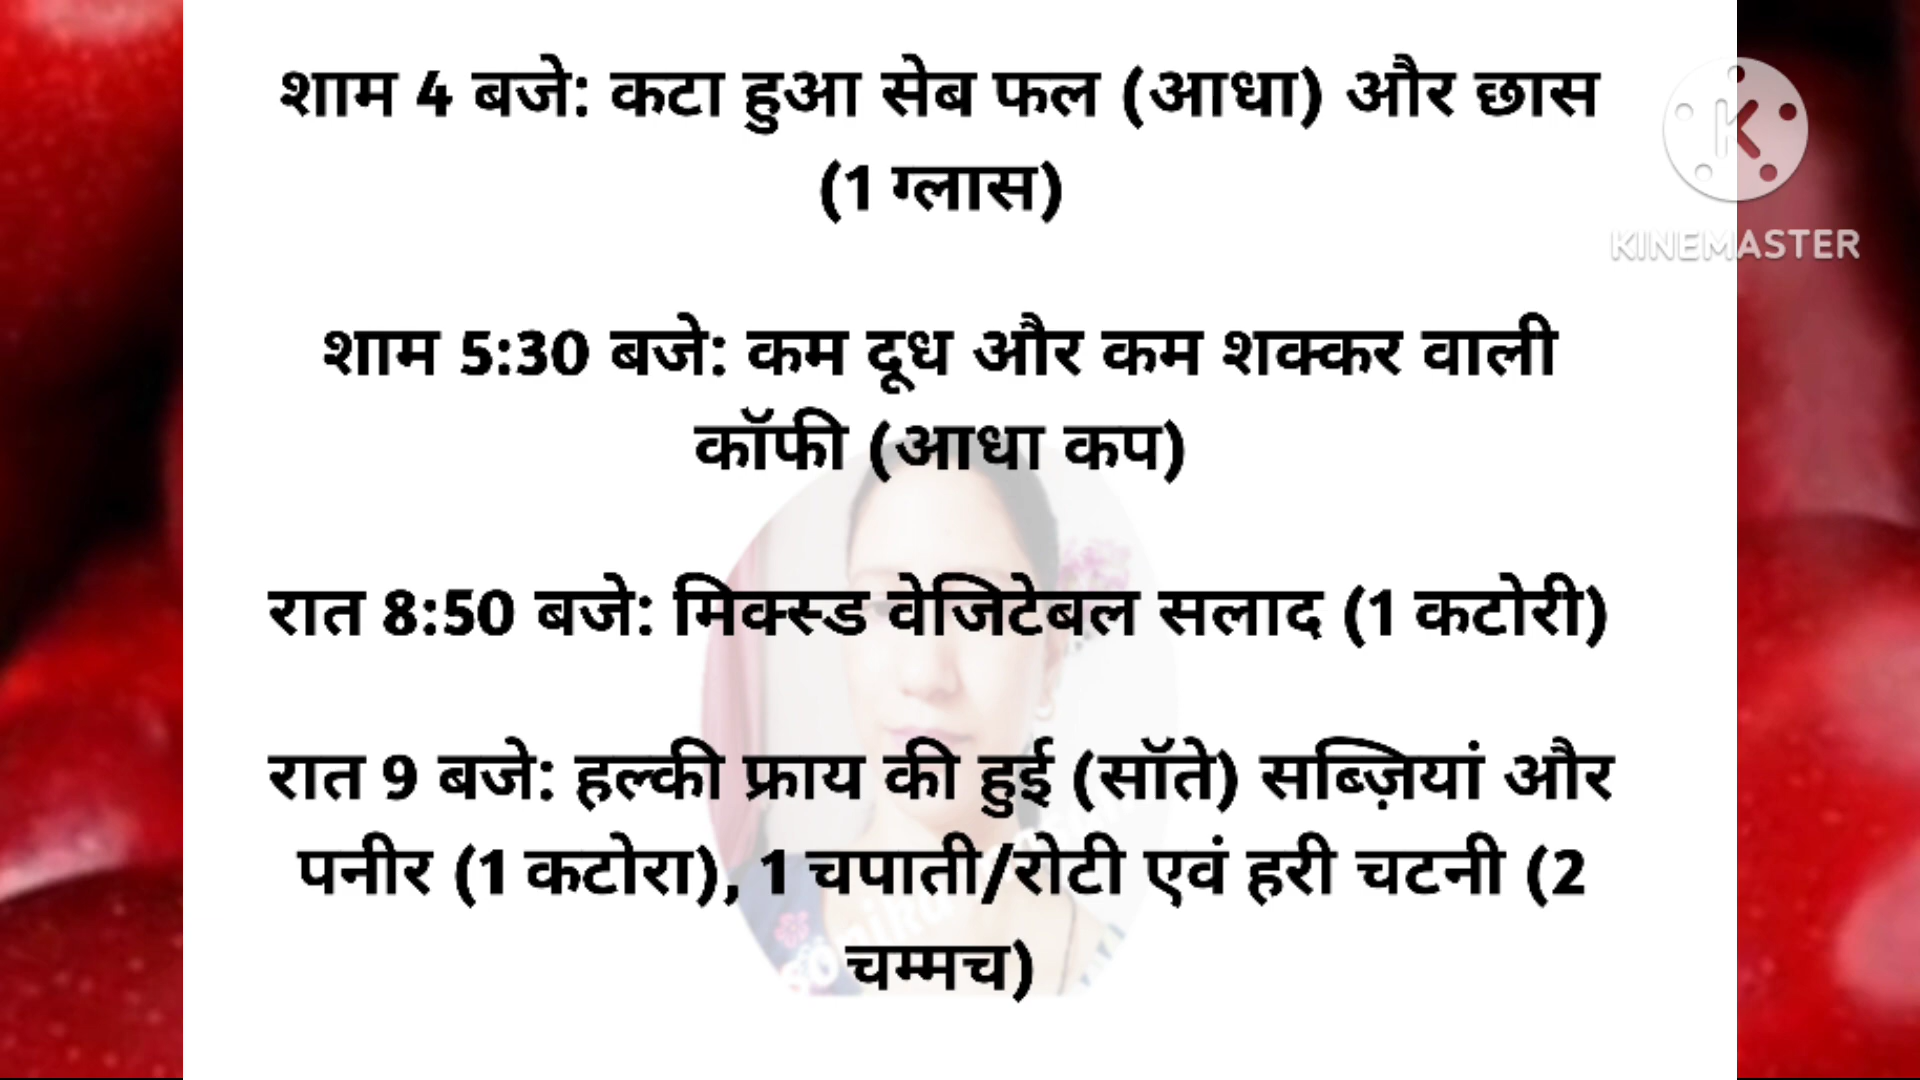 शाम 4 बजे: कटा हुआ सेब फल (आधा) और छास
(1 ग्लास)
KINEMASTER
शाम 5:30 बजे: कम दूध और कम शक्कर वाली
कॉफी (आधा कप)
रात 8:50 बजे: मिक्स्ड वेजिटेबल सलाद (1 कटोरी)
रात 9 बजे: हल्की फ्राय की हुई (सॉते) सब्ज़ियां और
पनीर (1 कटोरा), 1 चपाती/रोटी एवं हरी चटनी (2
चम्मच)